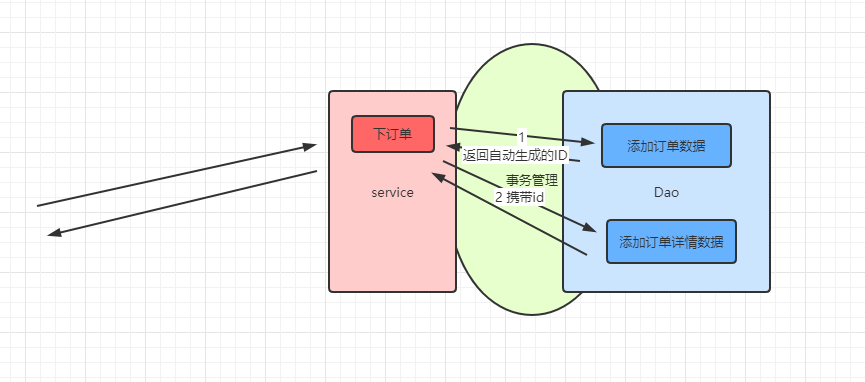 下订单
service
1
返回自动生成的ID
事务管理
2 携带id
添加订单数据
Dao
添加订单详情数据